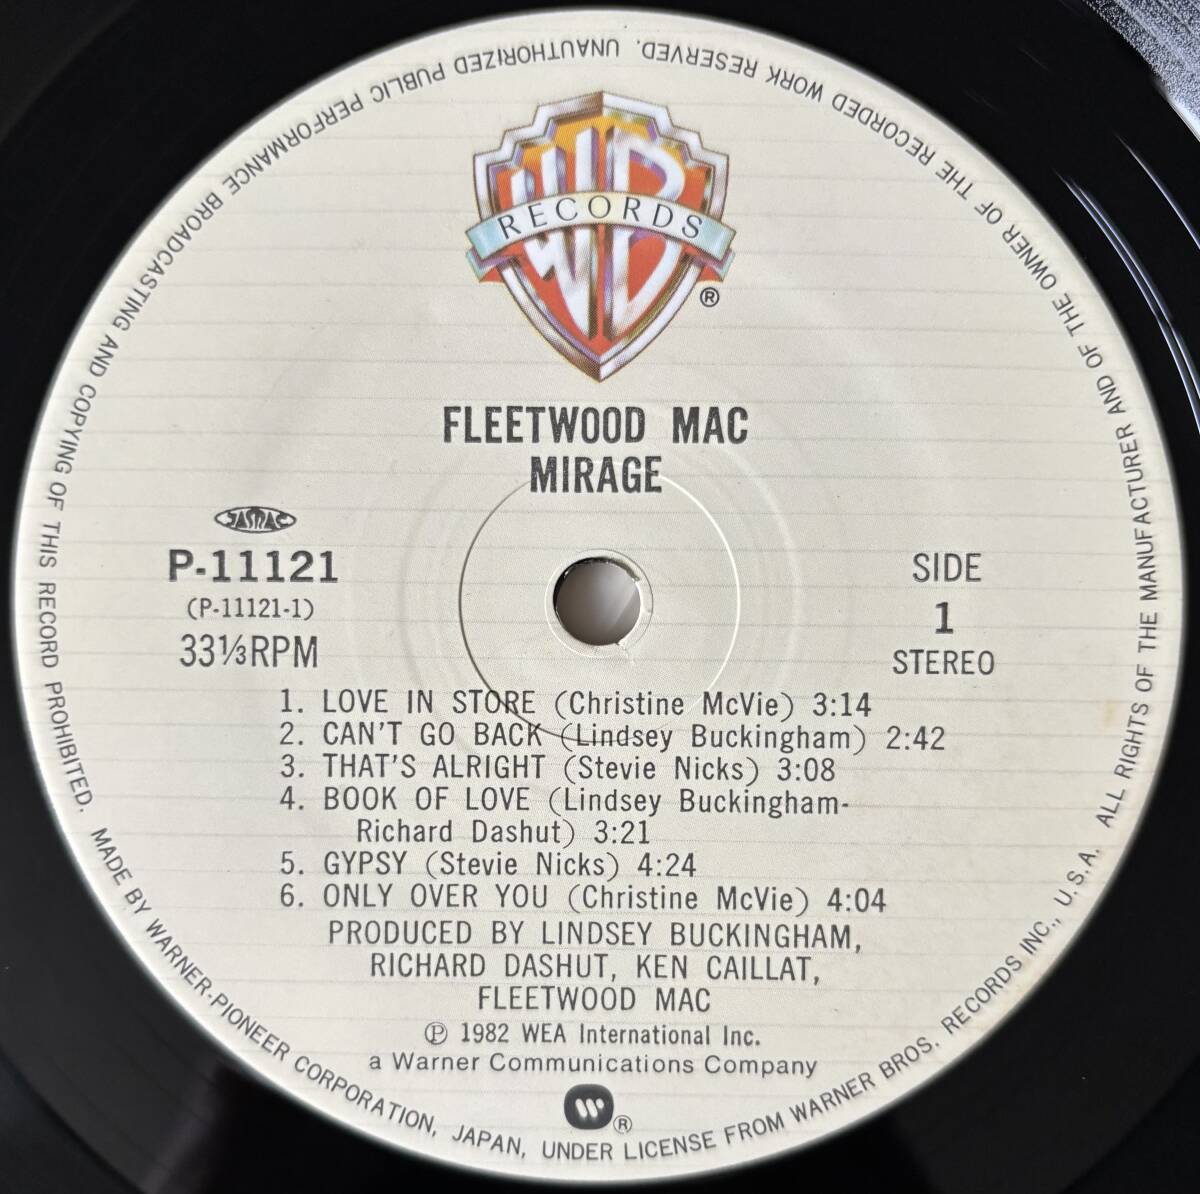 WB
RECORDS
®
FLEETWOOD MAC
MIRAGE
JASRAC
P-11121
(P-11121-1)
33⅓RPM
SIDE
1
STEREO
1. LOVE IN STORE (Christine McVie) 3:14
2. CAN'T GO BACK (Lindsey Buckingham) 2:42
3. THAT'S ALRIGHT (Stevie Nicks) 3:08
4. BOOK OF LOVE (Lindsey Buckingham-
Richard Dashut) 3:21
5. GYPSY (Stevie Nicks) 4:24
6. ONLY OVER YOU (Christine McVie) 4:04
PRODUCED BY LINDSEY BUCKINGHAM,
RICHARD DASHUT, KEN CAILLAT,
FLEETWOOD MAC
Ⓟ 1982 WEA International Inc.
a Warner Communications Company
®
MADE BY WARNER-PIONEER CORPORATION, JAPAN, UNDER LICENSE FROM WARNER BROS. RECORDS INC., U.S.A. ALL RIGHTS OF THE MANUFACTURER AND OF THE OWNER OF THE RECORDED WORK RESERVED. UNAUTHORIZED PUBLIC PERFORMANCE BROADCASTING AND COPYING OF THIS RECORD PROHIBITED.